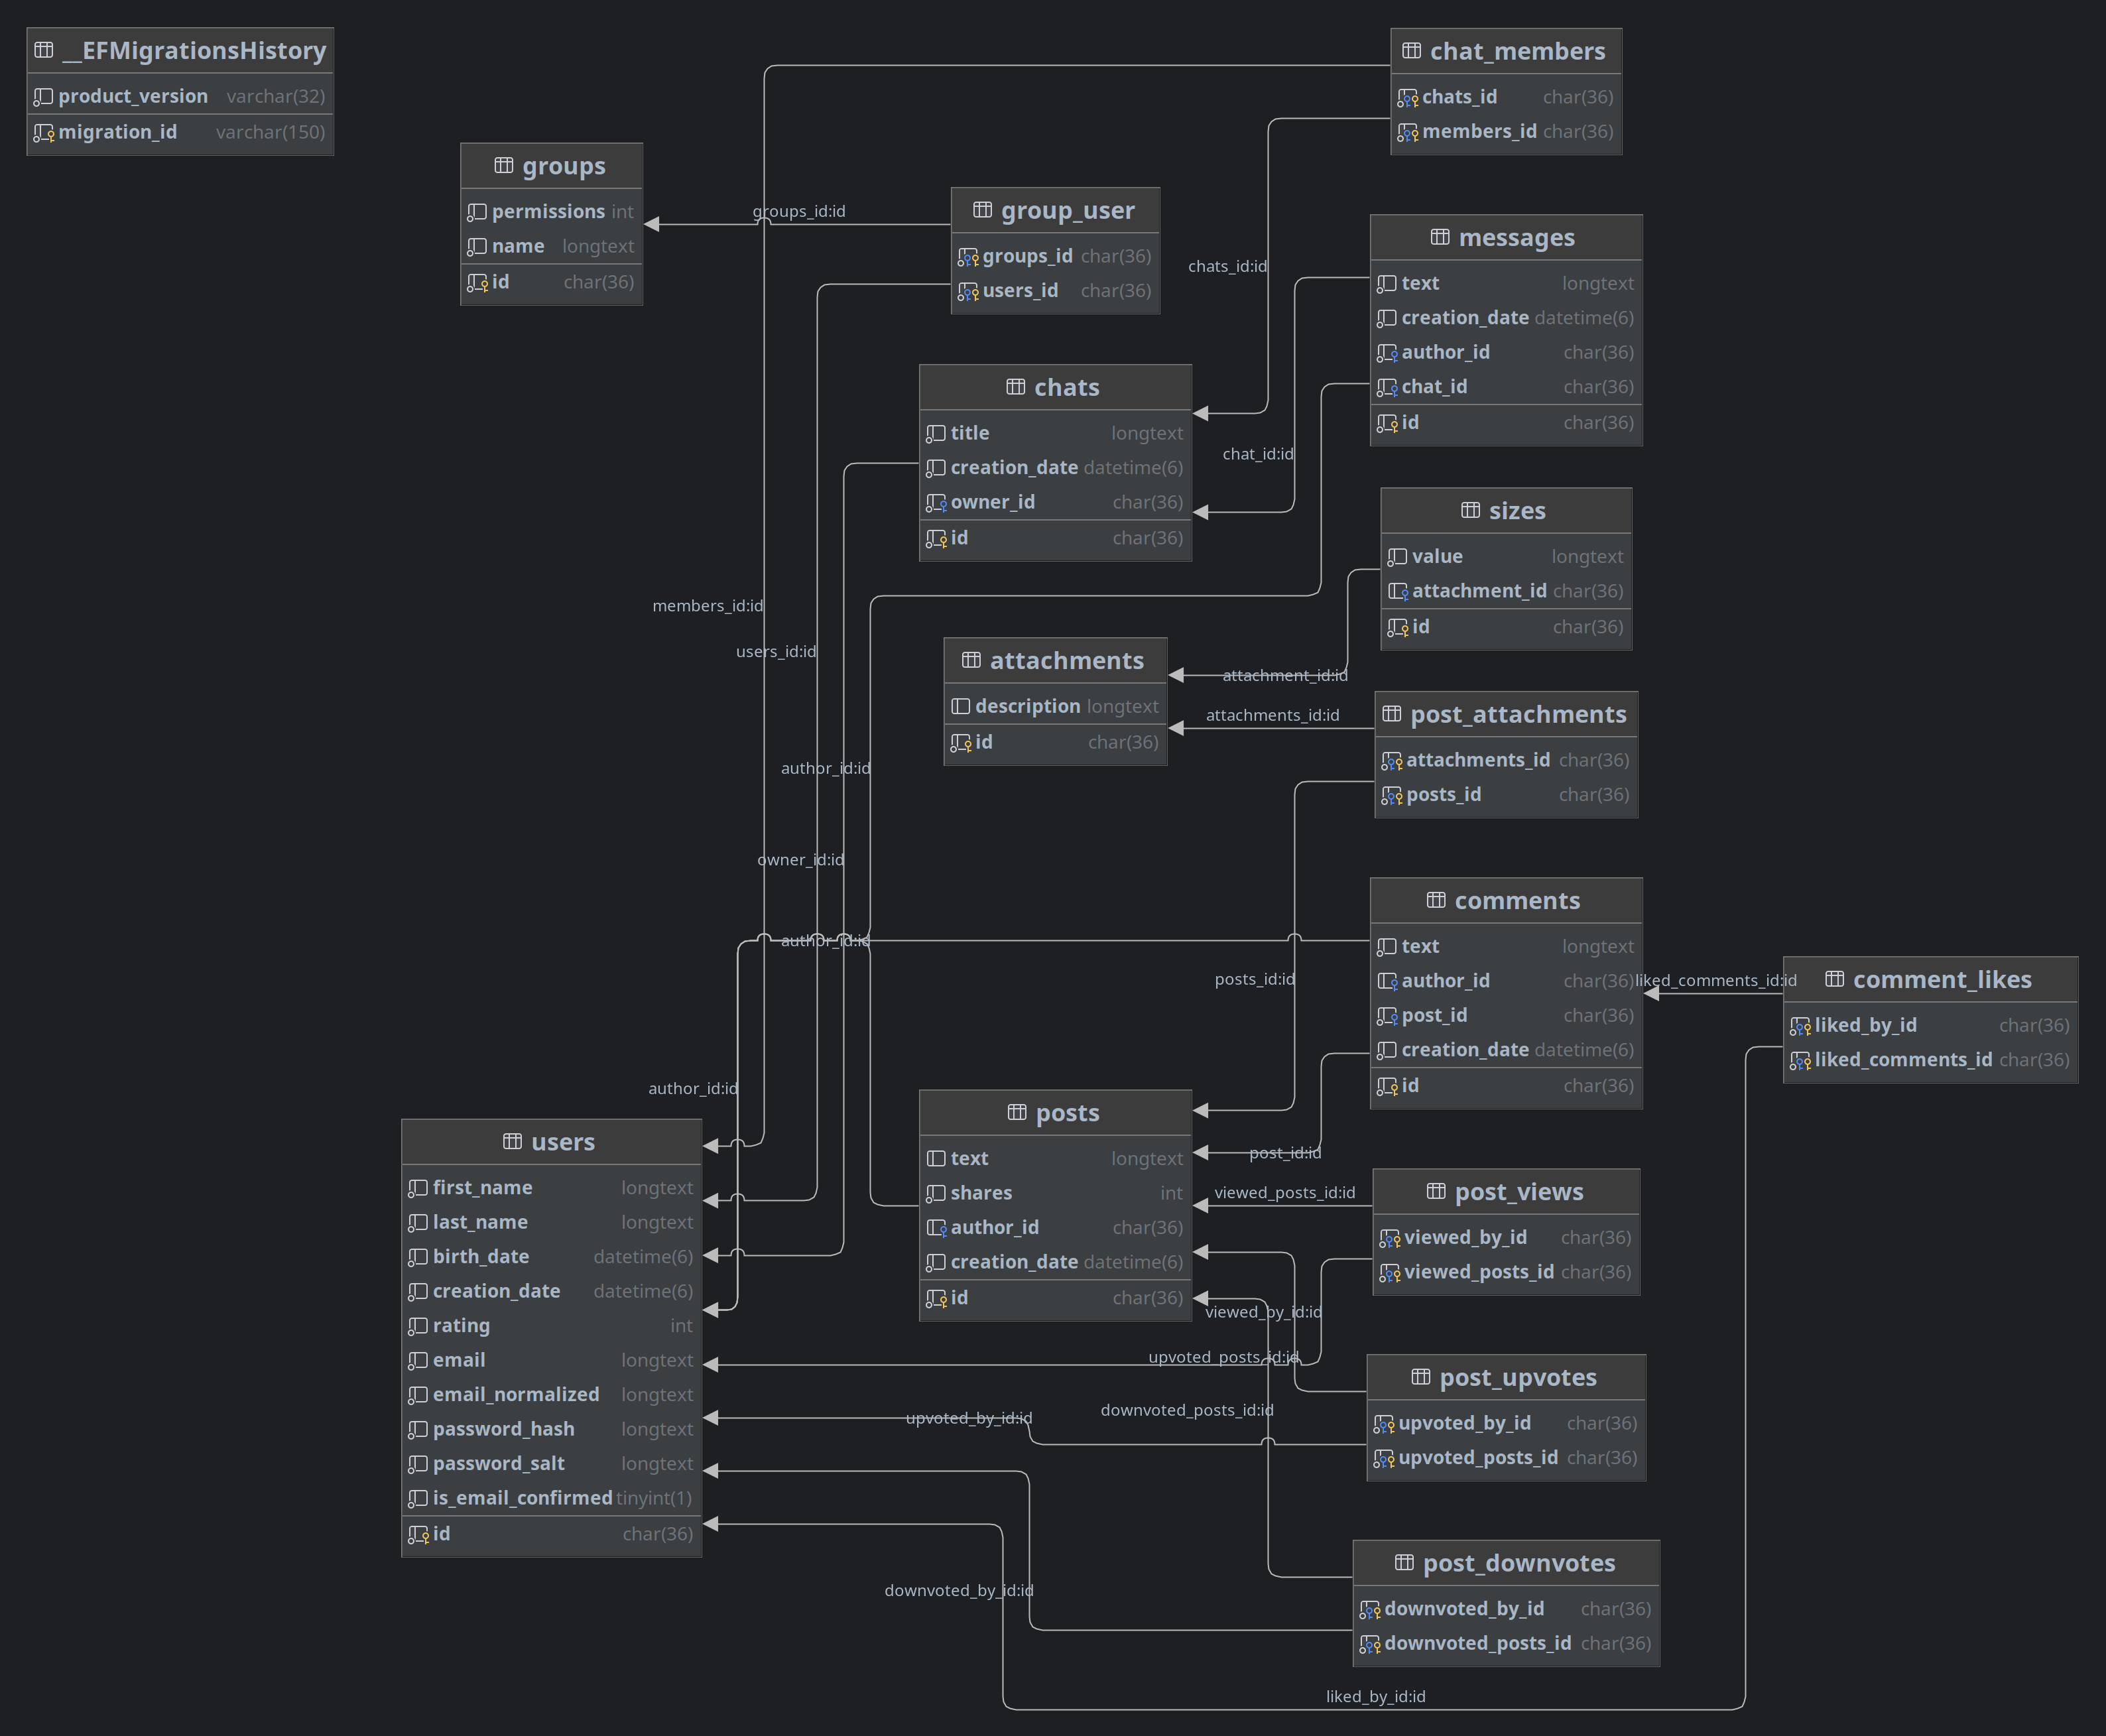 __EFMigrationsHistory
product_version varchar(32)
migration_id varchar(150)
groups
permissions int
name longtext
id char(36)
groups_id:id
group_user
groups_id char(36)
users_id char(36)
chat_members
chats_id char(36)
members_id char(36)
chats_id:id
messages
text longtext
creation_date datetime(6)
author_id char(36)
chat_id char(36)
id char(36)
chats
title longtext
creation_date datetime(6)
owner_id char(36)
id char(36)
chat_id:id
sizes
value longtext
attachment_id char(36)
id char(36)
members_id:id
users_id:id
attachments
description longtext
id char(36)
attachment_id:id
attachments_id:id
post_attachments
attachments_id char(36)
posts_id char(36)
author_id:id
owner_id:id
author_id:id
posts_id:id
comments
text longtext
author_id char(36)
post_id char(36)
creation_date datetime(6)
id char(36)
liked_comments_id:id
comment_likes
liked_by_id char(36)
liked_comments_id char(36)
author_id:id
users
first_name longtext
last_name longtext
birth_date datetime(6)
creation_date datetime(6)
rating int
email longtext
email_normalized longtext
password_hash longtext
password_salt longtext
is_email_confirmed tinyint(1)
id char(36)
posts
text longtext
shares int
author_id char(36)
creation_date datetime(6)
id char(36)
post_id:id
viewed_posts_id:id
post_views
viewed_by_id char(36)
viewed_posts_id char(36)
viewed_by_id:id
upvoted_posts_id:id
post_upvotes
upvoted_by_id char(36)
upvoted_posts_id char(36)
downvoted_posts_id:id
upvoted_by_id:id
post_downvotes
downvoted_by_id char(36)
downvoted_posts_id char(36)
downvoted_by_id:id
liked_by_id:id